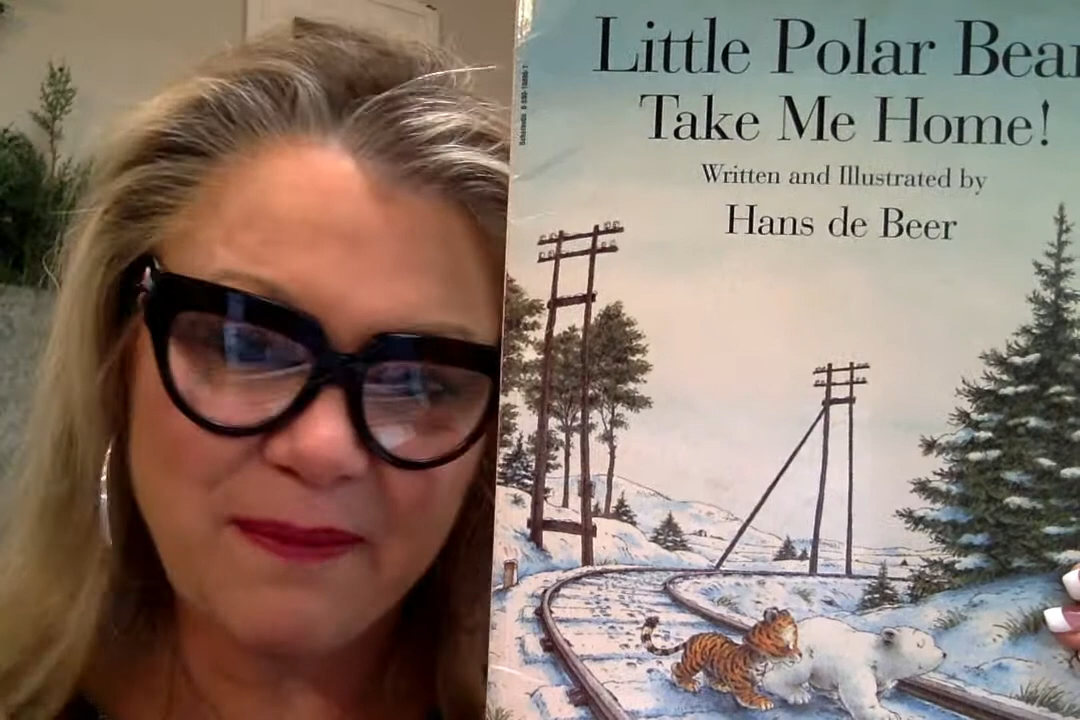 Little Polar Bear
Take Me Home!
Written and Illustrated by
Hans de Beer